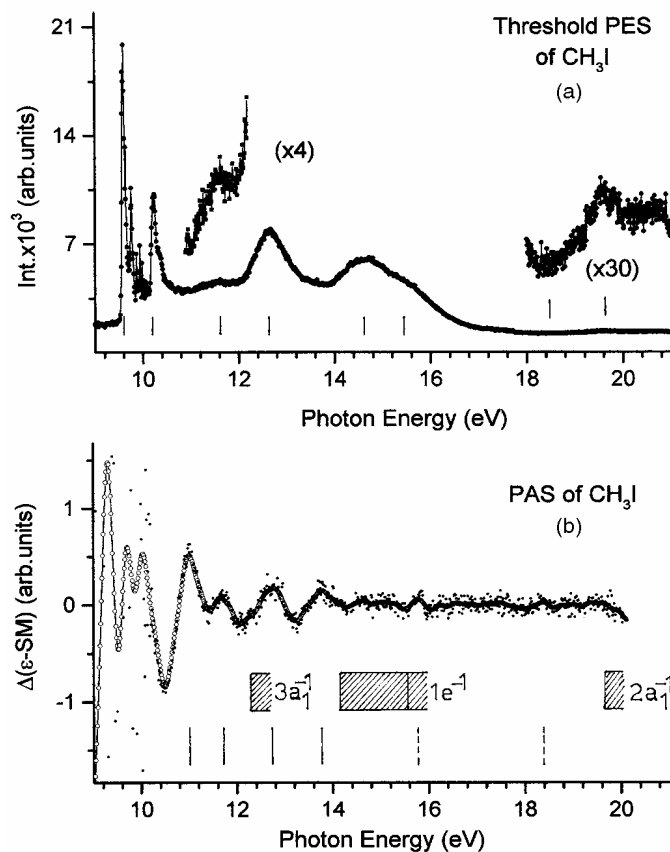 Threshold PES
of CH₃I
(a)
(x4)
(x30)
21
14
7
Int.x10³ (arb.units)
10 12 14 16 18 20
Photon Energy (eV)
PAS of CH₃I
(b)
1
0
-1
Δ(ε-SM) (arb.units)
3a₁⁻¹
1e⁻¹
2a₁⁻¹
10 12 14 16 18 20
Photon Energy (eV)